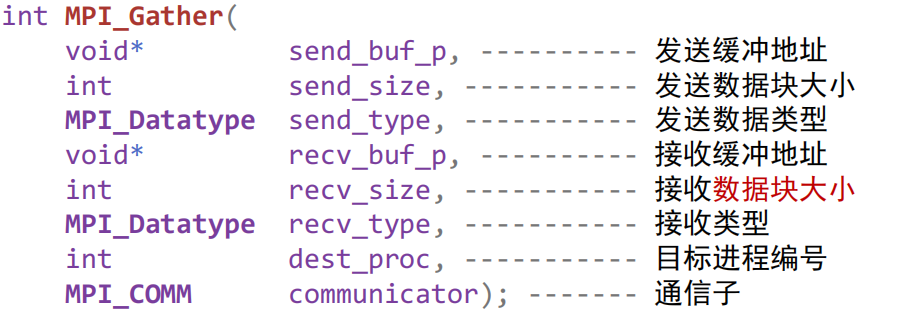 int MPI_Gather(
void* send_buf_p, ---------- 发送缓冲地址
int send_size, ----------- 发送数据块大小
MPI_Datatype send_type, ----------- 发送数据类型
void* recv_buf_p, ---------- 接收缓冲地址
int recv_size, ----------- 接收数据块大小
MPI_Datatype recv_type, ----------- 接收类型
int dest_proc, ----------- 目标进程编号
MPI_COMM communicator); ------- 通信子